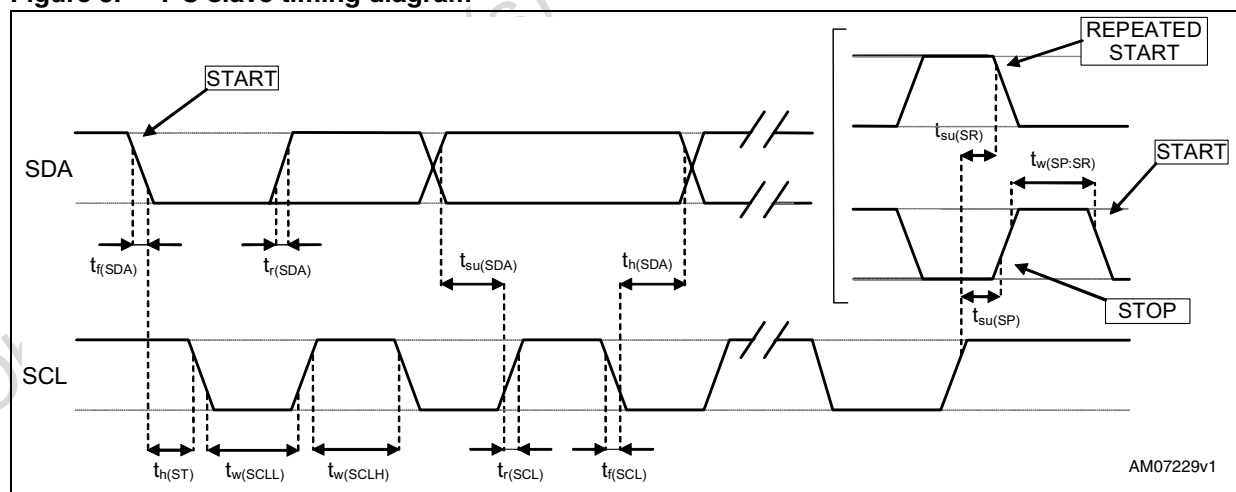 REPEATED
START
START
t_su(SR)
t_w(SP:SR)
START
SDA
t_f(SDA)
t_r(SDA)
t_su(SDA)
t_h(SDA)
t_su(SP)
STOP
SCL
t_h(ST)
t_w(SCLL)
t_w(SCLH)
t_r(SCL)
t_f(SCL)
AM07229v1